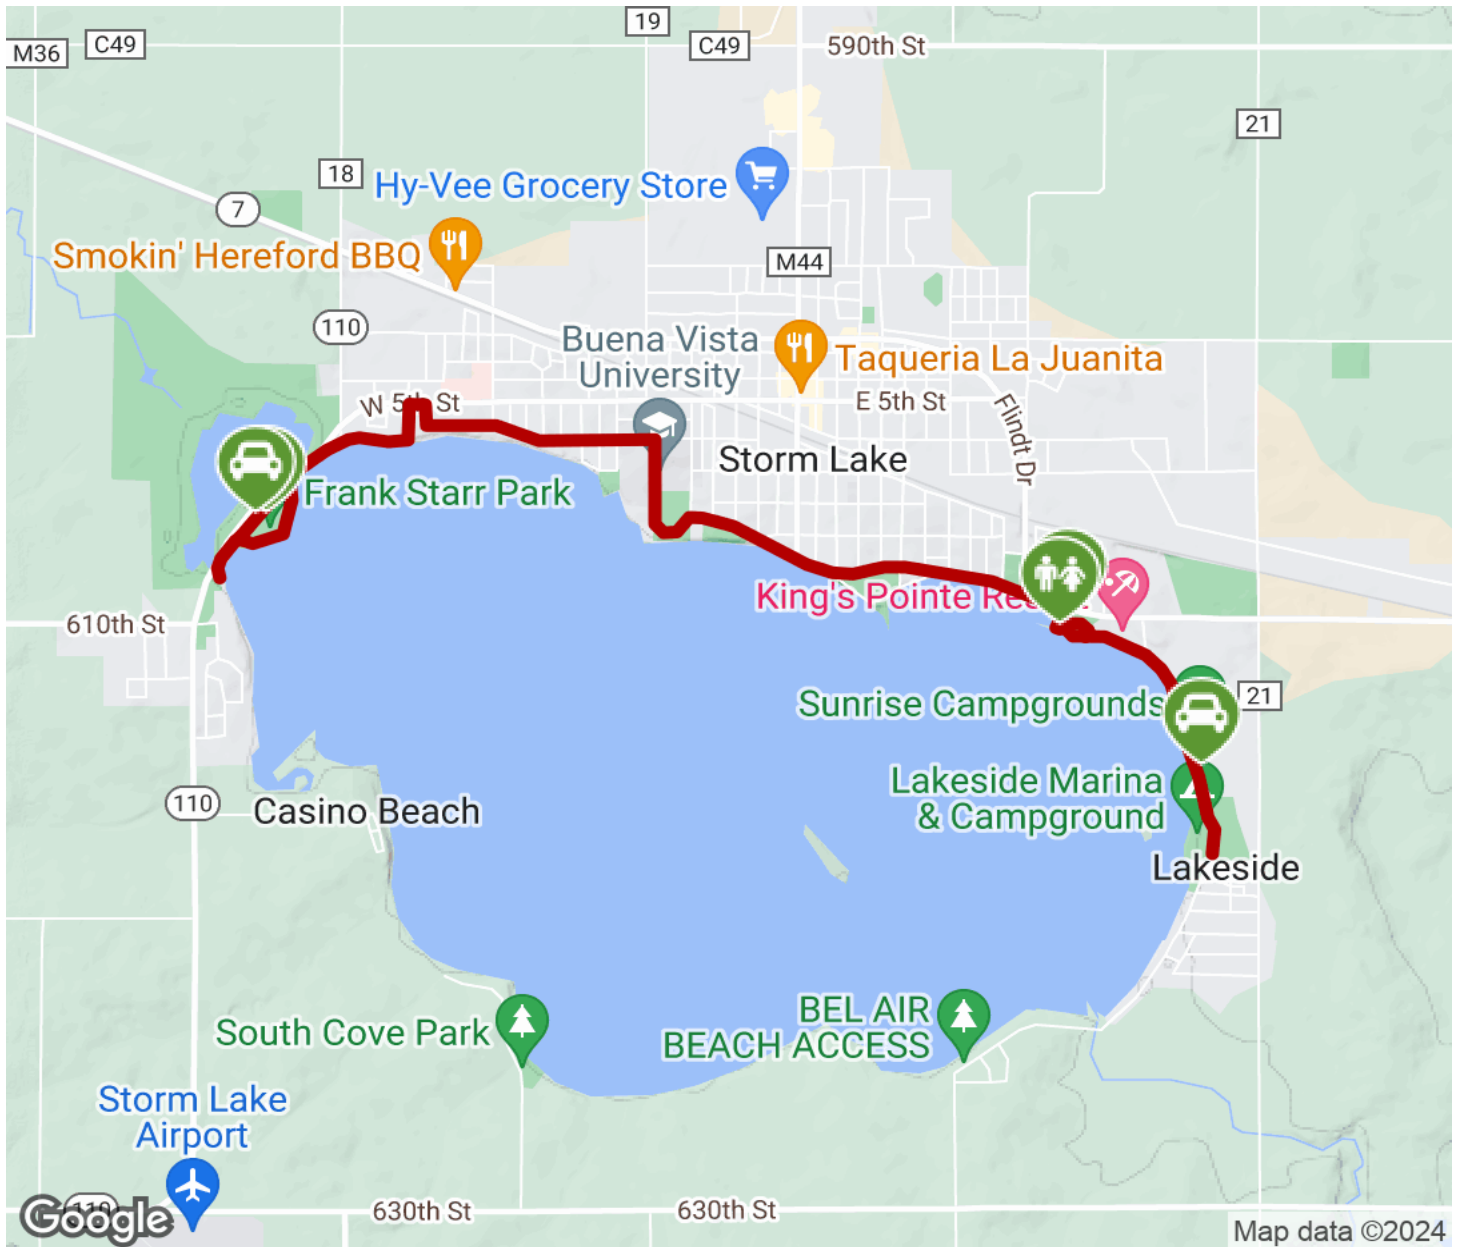 19
M36
C49
C49
590th St
21
18
Hy-Vee Grocery Store
7
Smokin' Hereford BBQ
M44
110
Buena Vista
University
Taqueria La Juanita
W 5th St
E 5th St
Flindt Dr
Storm Lake
Frank Starr Park
King's Pointe Re
610th St
Sunrise Campgrounds
21
Lakeside Marina
& Campground
110
Casino Beach
Lakeside
South Cove Park
BEL AIR
BEACH ACCESS
Storm Lake
Airport
110
Google
630th St
630th St
Map data ©2024